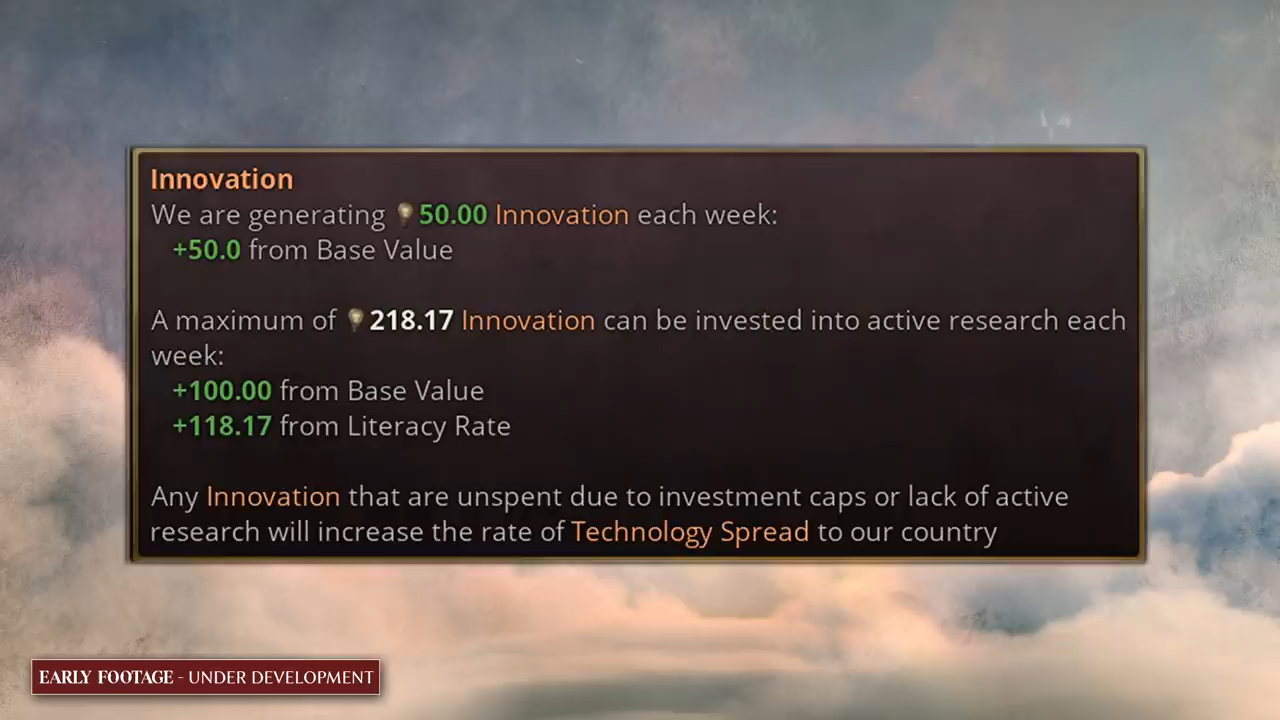 Innovation
We are generating 50.00 Innovation each week:
+50.0 from Base Value
A maximum of 218.17 Innovation can be invested into active research each
week:
+100.00 from Base Value
+118.17 from Literacy Rate
Any Innovation that are unspent due to investment caps or lack of active
research will increase the rate of Technology Spread to our country
EARLY FOOTAGE - UNDER DEVELOPMENT